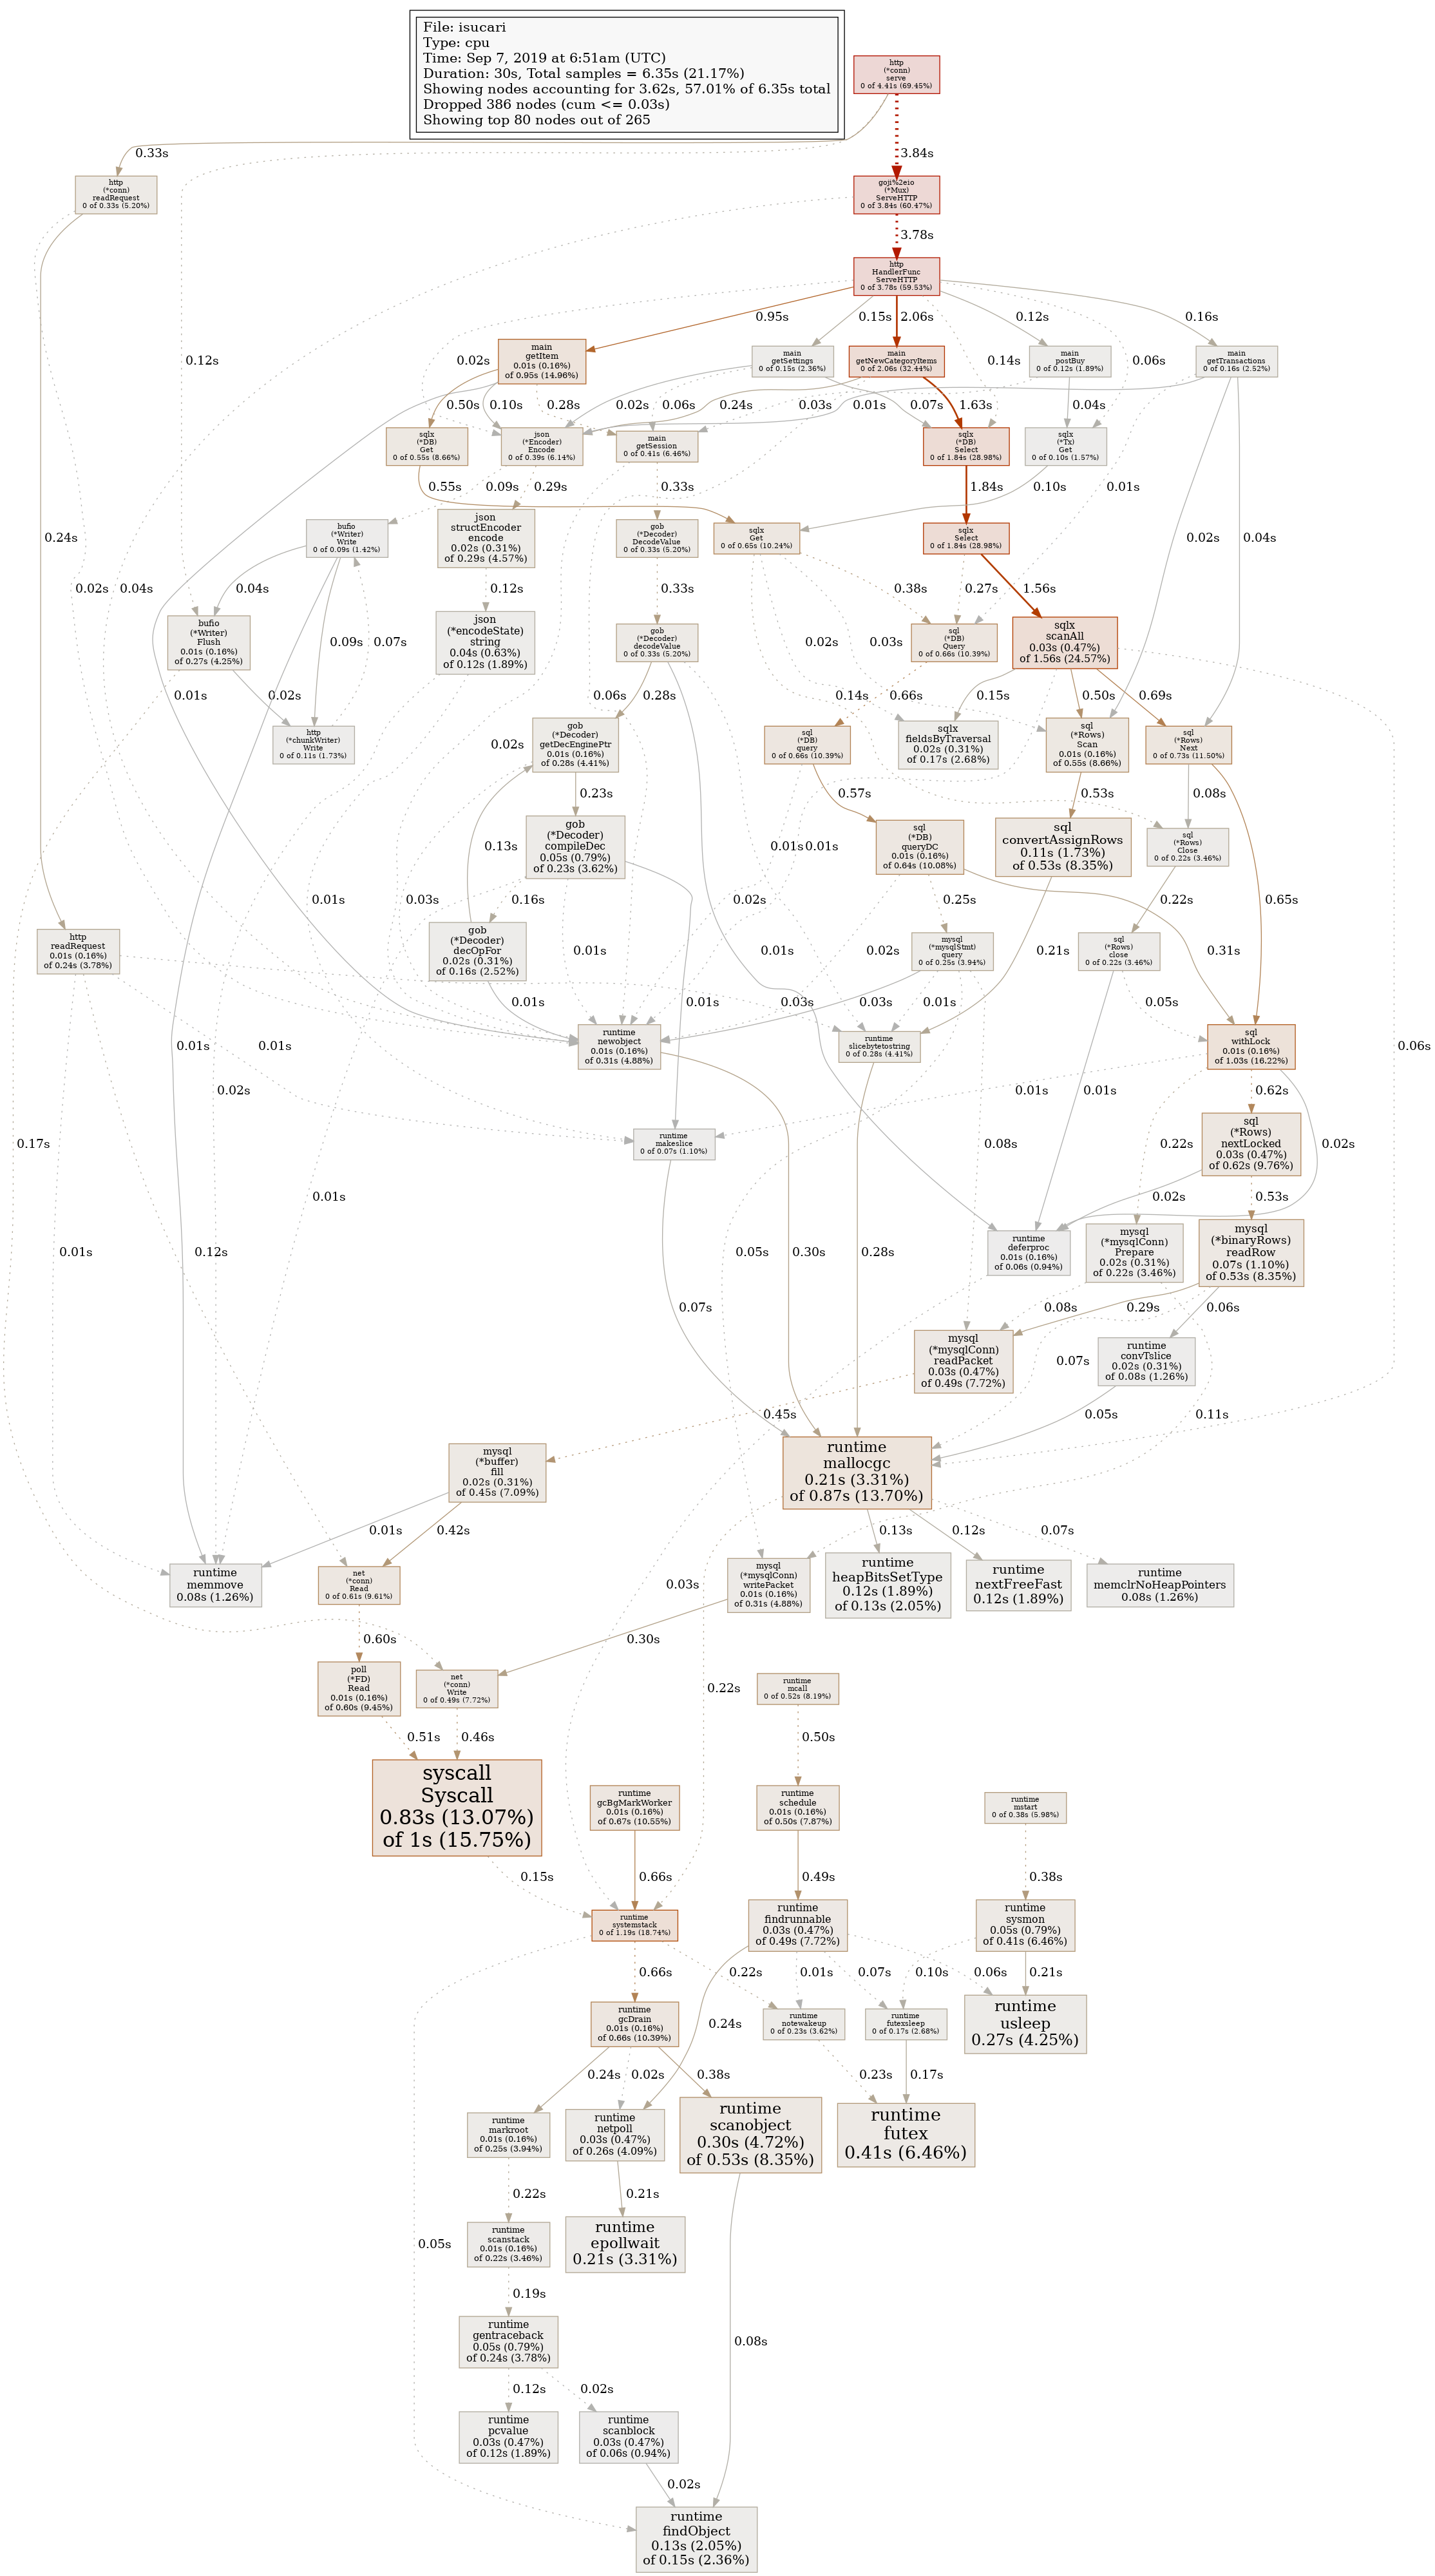 File: isucari
Type: cpu
Time: Sep 7, 2019 at 6:51am (UTC)
Duration: 30s, Total samples = 6.35s (21.17%)
Showing nodes accounting for 3.62s, 57.01% of 6.35s total
Dropped 386 nodes (cum <= 0.03s)
Showing top 80 nodes out of 265
http
(*conn)
serve
0 of 4.41s (69.45%)
0.33s
3.84s
http
(*conn)
readRequest
0 of 0.33s (5.20%)
goji%2eio
(*Mux)
ServeHTTP
0 of 3.84s (60.47%)
3.78s
http
HandlerFunc
ServeHTTP
0 of 3.78s (59.53%)
0.12s
0.02s
0.95s
0.15s
2.06s
0.14s
0.12s
0.06s
0.16s
main
getItem
0.01s (0.16%)
of 0.95s (14.96%)
main
getSettings
0 of 0.15s (2.36%)
main
getNewCategoryItems
0 of 2.06s (32.44%)
main
postBuy
0 of 0.12s (1.89%)
main
getTransactions
0 of 0.16s (2.52%)
0.50s
0.10s
0.28s
0.02s
0.06s
0.24s
0.03s
0.01s
0.07s
1.63s
0.04s
sqlx
(*DB)
Get
0 of 0.55s (8.66%)
json
(*Encoder)
Encode
0 of 0.39s (6.14%)
main
getSession
0 of 0.41s (6.46%)
sqlx
(*DB)
Select
0 of 1.84s (28.98%)
sqlx
(*Tx)
Get
0 of 0.10s (1.57%)
0.55s
0.09s
0.29s
0.33s
1.84s
0.10s
0.01s
0.24s
bufio
(*Writer)
Write
0 of 0.09s (1.42%)
json
structEncoder
encode
0.02s (0.31%)
of 0.29s (4.57%)
gob
(*Decoder)
DecodeValue
0 of 0.33s (5.20%)
sqlx
Get
0 of 0.65s (10.24%)
sqlx
Select
0 of 1.84s (28.98%)
0.02s
0.04s
0.02s
0.04s
0.04s
0.09s
0.07s
0.12s
0.33s
0.38s
0.27s
1.56s
bufio
(*Writer)
Flush
0.01s (0.16%)
of 0.27s (4.25%)
json
(*encodeState)
string
0.04s (0.63%)
of 0.12s (1.89%)
gob
(*Decoder)
decodeValue
0 of 0.33s (5.20%)
sql
(*DB)
Query
0 of 0.66s (10.39%)
sqlx
scanAll
0.03s (0.47%)
of 1.56s (24.57%)
0.02s
0.03s
0.01s
0.02s
0.06s
0.28s
0.14s
0.66s
0.15s
0.50s
0.69s
http
(*chunkWriter)
Write
0 of 0.11s (1.73%)
gob
(*Decoder)
getDecEnginePtr
0.01s (0.16%)
of 0.28s (4.41%)
sql
(*DB)
query
0 of 0.66s (10.39%)
sqlx
fieldsByTraversal
0.02s (0.31%)
of 0.17s (2.68%)
sql
(*Rows)
Scan
0.01s (0.16%)
of 0.55s (8.66%)
sql
(*Rows)
Next
0 of 0.73s (11.50%)
0.02s
0.23s
0.57s
0.53s
0.08s
0.13s
0.01s
0.01s
gob
(*Decoder)
compileDec
0.05s (0.79%)
of 0.23s (3.62%)
sql
(*DB)
queryDC
0.01s (0.16%)
of 0.64s (10.08%)
sql
convertAssignRows
0.11s (1.73%)
of 0.53s (8.35%)
sql
(*Rows)
Close
0 of 0.22s (3.46%)
0.01s
0.03s
0.16s
0.02s
0.25s
0.22s
0.65s
http
readRequest
0.01s (0.16%)
of 0.24s (3.78%)
gob
(*Decoder)
decOpFor
0.02s (0.31%)
of 0.16s (2.52%)
0.01s
0.01s
0.02s
mysql
(*mysqlStmt)
query
0 of 0.25s (3.94%)
0.21s
sql
(*Rows)
close
0 of 0.22s (3.46%)
0.31s
0.01s
0.01s
0.03s
0.03s
0.01s
0.05s
runtime
newobject
0.01s (0.16%)
of 0.31s (4.88%)
runtime
slicebytetostring
0 of 0.28s (4.41%)
sql
withLock
0.01s (0.16%)
of 1.03s (16.22%)
0.01s
0.01s
0.06s
0.02s
0.01s
0.01s
0.62s
0.17s
runtime
makeslice
0 of 0.07s (1.10%)
0.08s
0.22s
sql
(*Rows)
nextLocked
0.03s (0.47%)
of 0.62s (9.76%)
0.02s
0.01s
0.02s
0.53s
0.01s
0.12s
0.05s
0.30s
0.28s
runtime
deferproc
0.01s (0.16%)
of 0.06s (0.94%)
mysql
(*mysqlConn)
Prepare
0.02s (0.31%)
of 0.22s (3.46%)
mysql
(*binaryRows)
readRow
0.07s (1.10%)
of 0.53s (8.35%)
0.07s
0.08s
0.29s
0.06s
mysql
(*mysqlConn)
readPacket
0.03s (0.47%)
of 0.49s (7.72%)
0.07s
runtime
convTslice
0.02s (0.31%)
of 0.08s (1.26%)
0.45s
0.05s
0.11s
mysql
(*buffer)
fill
0.02s (0.31%)
of 0.45s (7.09%)
runtime
mallocgc
0.21s (3.31%)
of 0.87s (13.70%)
0.01s
0.42s
0.13s
0.12s
0.07s
runtime
memmove
0.08s (1.26%)
net
(*conn)
Read
0 of 0.61s (9.61%)
0.03s
mysql
(*mysqlConn)
writePacket
0.01s (0.16%)
of 0.31s (4.88%)
runtime
heapBitsSetType
0.12s (1.89%)
of 0.13s (2.05%)
runtime
nextFreeFast
0.12s (1.89%)
runtime
memclrNoHeapPointers
0.08s (1.26%)
0.60s
0.30s
poll
(*FD)
Read
0.01s (0.16%)
of 0.60s (9.45%)
net
(*conn)
Write
0 of 0.49s (7.72%)
0.22s
runtime
mcall
0 of 0.52s (8.19%)
0.51s
0.46s
0.50s
syscall
Syscall
0.83s (13.07%)
of 1s (15.75%)
runtime
gcBgMarkWorker
0.01s (0.16%)
of 0.67s (10.55%)
runtime
schedule
0.01s (0.16%)
of 0.50s (7.87%)
runtime
mstart
0 of 0.38s (5.98%)
0.15s
0.66s
0.49s
0.38s
runtime
systemstack
0 of 1.19s (18.74%)
runtime
findrunnable
0.03s (0.47%)
of 0.49s (7.72%)
runtime
sysmon
0.05s (0.79%)
of 0.41s (6.46%)
0.66s
0.22s
0.01s
0.07s
0.10s
0.06s
0.21s
runtime
gcDrain
0.01s (0.16%)
of 0.66s (10.39%)
0.24s
runtime
notewakeup
0 of 0.23s (3.62%)
runtime
futexsleep
0 of 0.17s (2.68%)
runtime
usleep
0.27s (4.25%)
0.24s
0.02s
0.38s
0.23s
0.17s
runtime
markroot
0.01s (0.16%)
of 0.25s (3.94%)
runtime
netpoll
0.03s (0.47%)
of 0.26s (4.09%)
runtime
scanobject
0.30s (4.72%)
of 0.53s (8.35%)
runtime
futex
0.41s (6.46%)
0.22s
0.21s
0.05s
runtime
scanstack
0.01s (0.16%)
of 0.22s (3.46%)
runtime
epollwait
0.21s (3.31%)
0.19s
runtime
gentraceback
0.05s (0.79%)
of 0.24s (3.78%)
0.08s
0.12s
0.02s
runtime
pcvalue
0.03s (0.47%)
of 0.12s (1.89%)
runtime
scanblock
0.03s (0.47%)
of 0.06s (0.94%)
0.02s
runtime
findObject
0.13s (2.05%)
of 0.15s (2.36%)